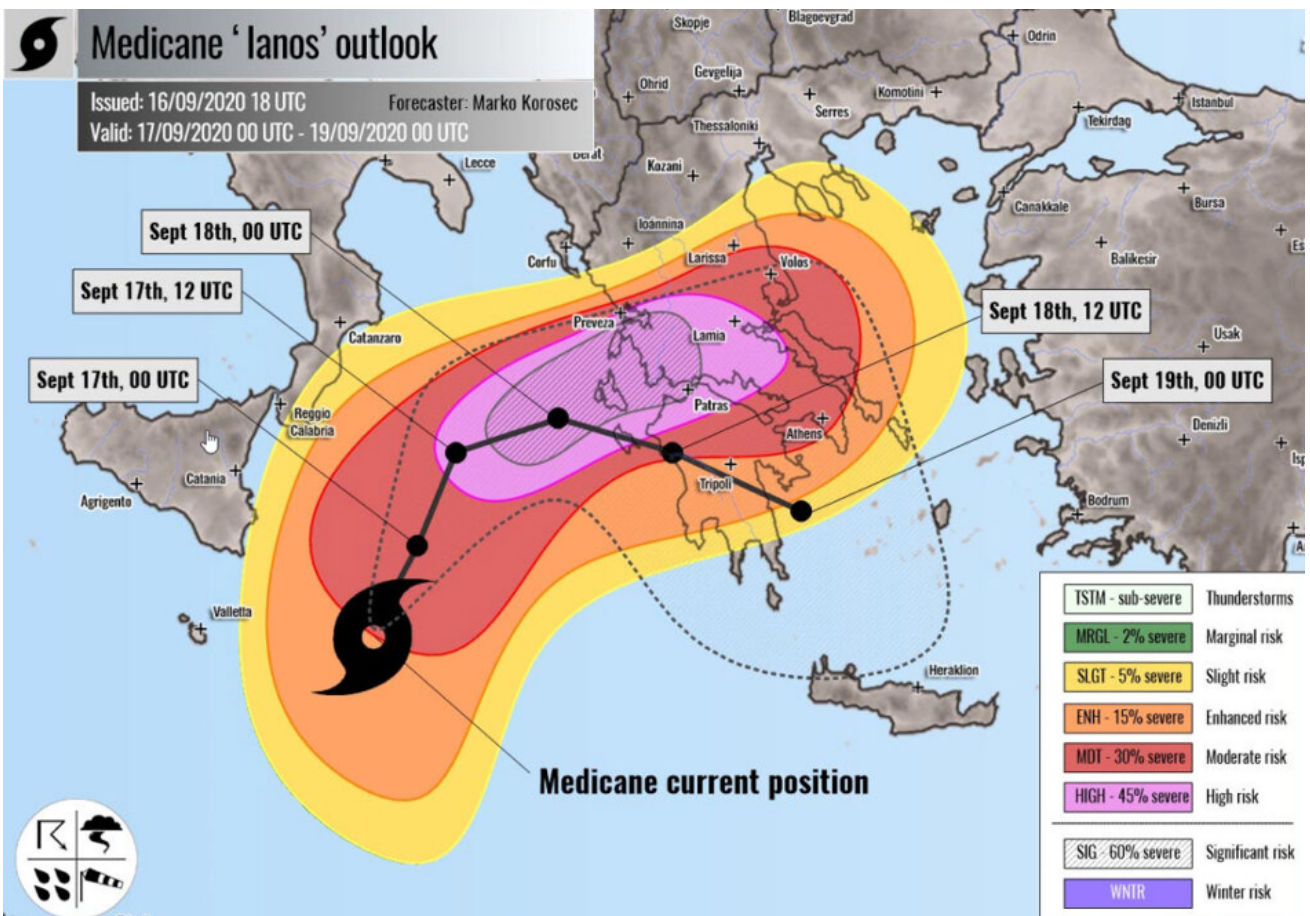 Medicane ‘ Ianos’ outlook
Issued: 16/09/2020 18 UTC Forecaster: Marko Korosec
Valid: 17/09/2020 00 UTC - 19/09/2020 00 UTC
Skopje
Blagoevgrad
Odrin
Ohrid
Gevgelija
Serres
Komotini
Istanbul
Tekirdag
Thessaloniki
Berat
Kozani
Lecce
Canakkale
Bursa
Sept 18th, 00 UTC
Ioánnina
Corfu
Larissa
Volos
Balikesir
Es
Sept 17th, 12 UTC
Preveza
Lamia
Sept 18th, 12 UTC
Catanzaro
Usak
Sept 17th, 00 UTC
Sept 19th, 00 UTC
Reggio
Calabria
Patras
Athens
Denizli
Catania
Agrigento
Tripoli
Isp
Bodrum
Valletta
Heraklion
Medicane current position
TSTM - sub-severe Thunderstorms
MRGL - 2% severe Marginal risk
SLGT - 5% severe Slight risk
ENH - 15% severe Enhanced risk
MDT - 30% severe Moderate risk
HIGH - 45% severe High risk
SIG - 60% severe Significant risk
WNTR Winter risk